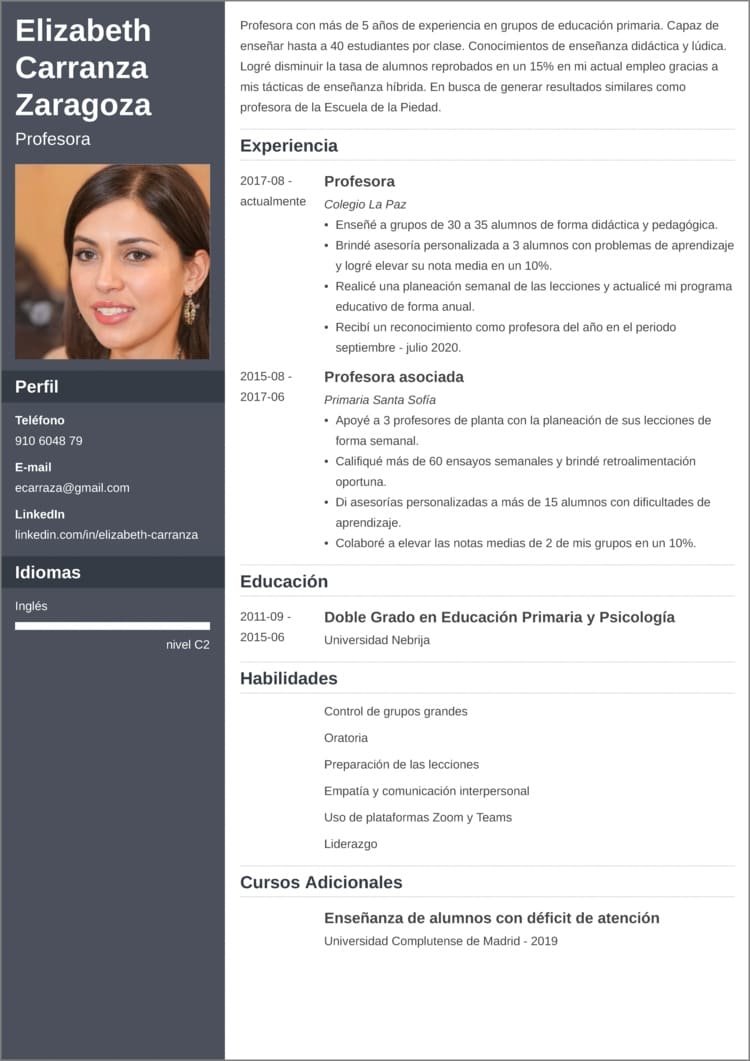 Elizabeth
Carranza
Zaragoza
Profesora
Perfil
Teléfono
910 6048 79
E-mail
ecarraza@gmail.com
LinkedIn
linkedin.com/in/elizabeth-carranza
Idiomas
Inglés
nivel C2
Profesora con más de 5 años de experiencia en grupos de educación primaria. Capaz de
enseñar hasta a 40 estudiantes por clase. Conocimientos de enseñanza didáctica y lúdica.
Logré disminuir la tasa de alumnos reprobados en un 15% en mi actual empleo gracias a
mis tácticas de enseñanza híbrida. En busca de generar resultados similares como
profesora de la Escuela de la Piedad.
Experiencia
2017-08 -
actualmente
Profesora
Colegio La Paz
• Enseñé a grupos de 30 a 35 alumnos de forma didáctica y pedagógica.
• Brindé asesoría personalizada a 3 alumnos con problemas de aprendizaje
y logré elevar su nota media en un 10%.
• Realicé una planeación semanal de las lecciones y actualicé mi programa
educativo de forma anual.
• Recibí un reconocimiento como profesora del año en el periodo
septiembre - julio 2020.
2015-08 -
2017-06
Profesora asociada
Primaria Santa Sofía
• Apoyé a 3 profesores de planta con la planeación de sus lecciones de
forma semanal.
• Califiqué más de 60 ensayos semanales y brindé retroalimentación
oportuna.
• Di asesorías personalizadas a más de 15 alumnos con dificultades de
aprendizaje.
• Colaboré a elevar las notas medias de 2 de mis grupos en un 10%.
Educación
2011-09 -
2015-06
Doble Grado en Educación Primaria y Psicología
Universidad Nebrija
Habilidades
Control de grupos grandes
Oratoria
Preparación de las lecciones
Empatía y comunicación interpersonal
Uso de plataformas Zoom y Teams
Liderazgo
Cursos Adicionales
Enseñanza de alumnos con déficit de atención
Universidad Complutense de Madrid - 2019